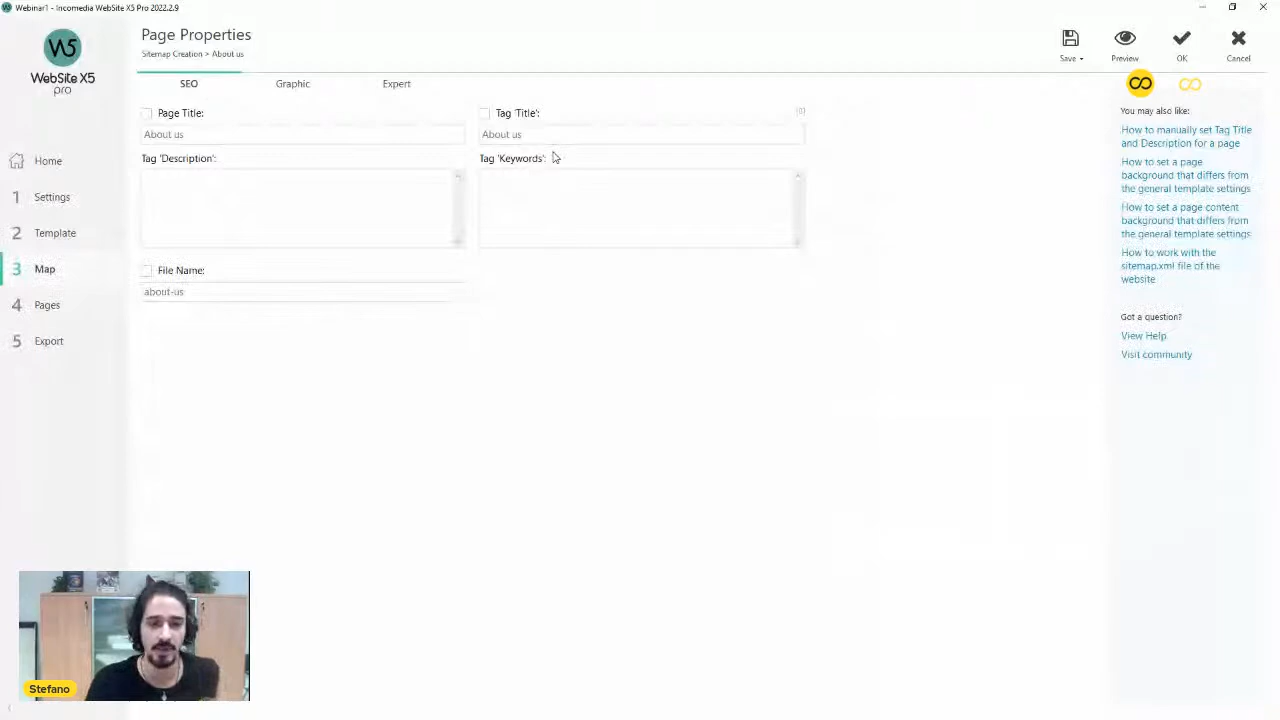 Webinar1 - Incomedia WebSite X5 Pro 2022.2.9
W5
WebSite X5
pro
Page Properties
Sitemap Creation > About us
Save
Preview
OK
Cancel
SEO
Graphic
Expert
Page Title:
About us
Tag 'Title':
About us
Tag 'Description':
Tag 'Keywords':
File Name:
about-us
Home
1 Settings
2 Template
3 Map
4 Pages
5 Export
You may also like:
How to manually set Tag Title
and Description for a page
How to set a page
background that differs from
the general template settings
How to set a page content
background that differs from
the general template settings
How to work with the
sitemap.xml file of the
website
Got a question?
View Help
Visit community
Stefano